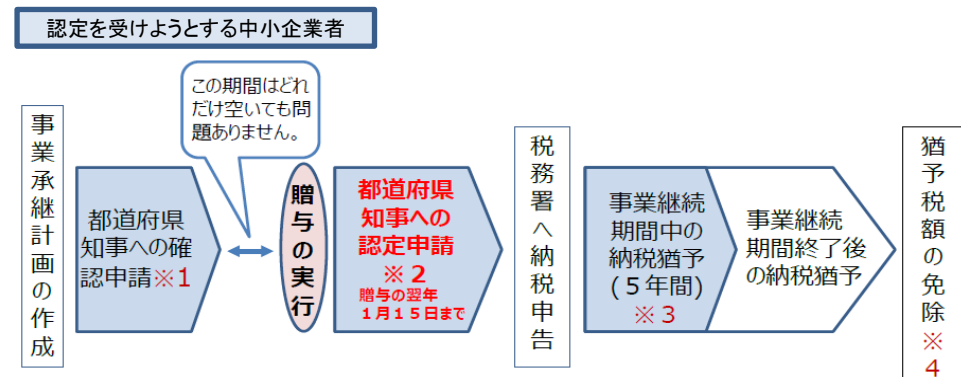 認定を受けようとする中小企業者
この期間はどれ
だけ空いても問
題ありません。
事業承継計画の作成
都道府県
知事への確
認申請※1
贈与の実行
都道府県
知事への
認定申請
※2
贈与の翌年
1月15日まで
税務署へ納税申告
事業継続
期間中の
納税猶予
(5年間)
※3
事業継続
期間終了後
の納税猶予
猶予税額の免除※4